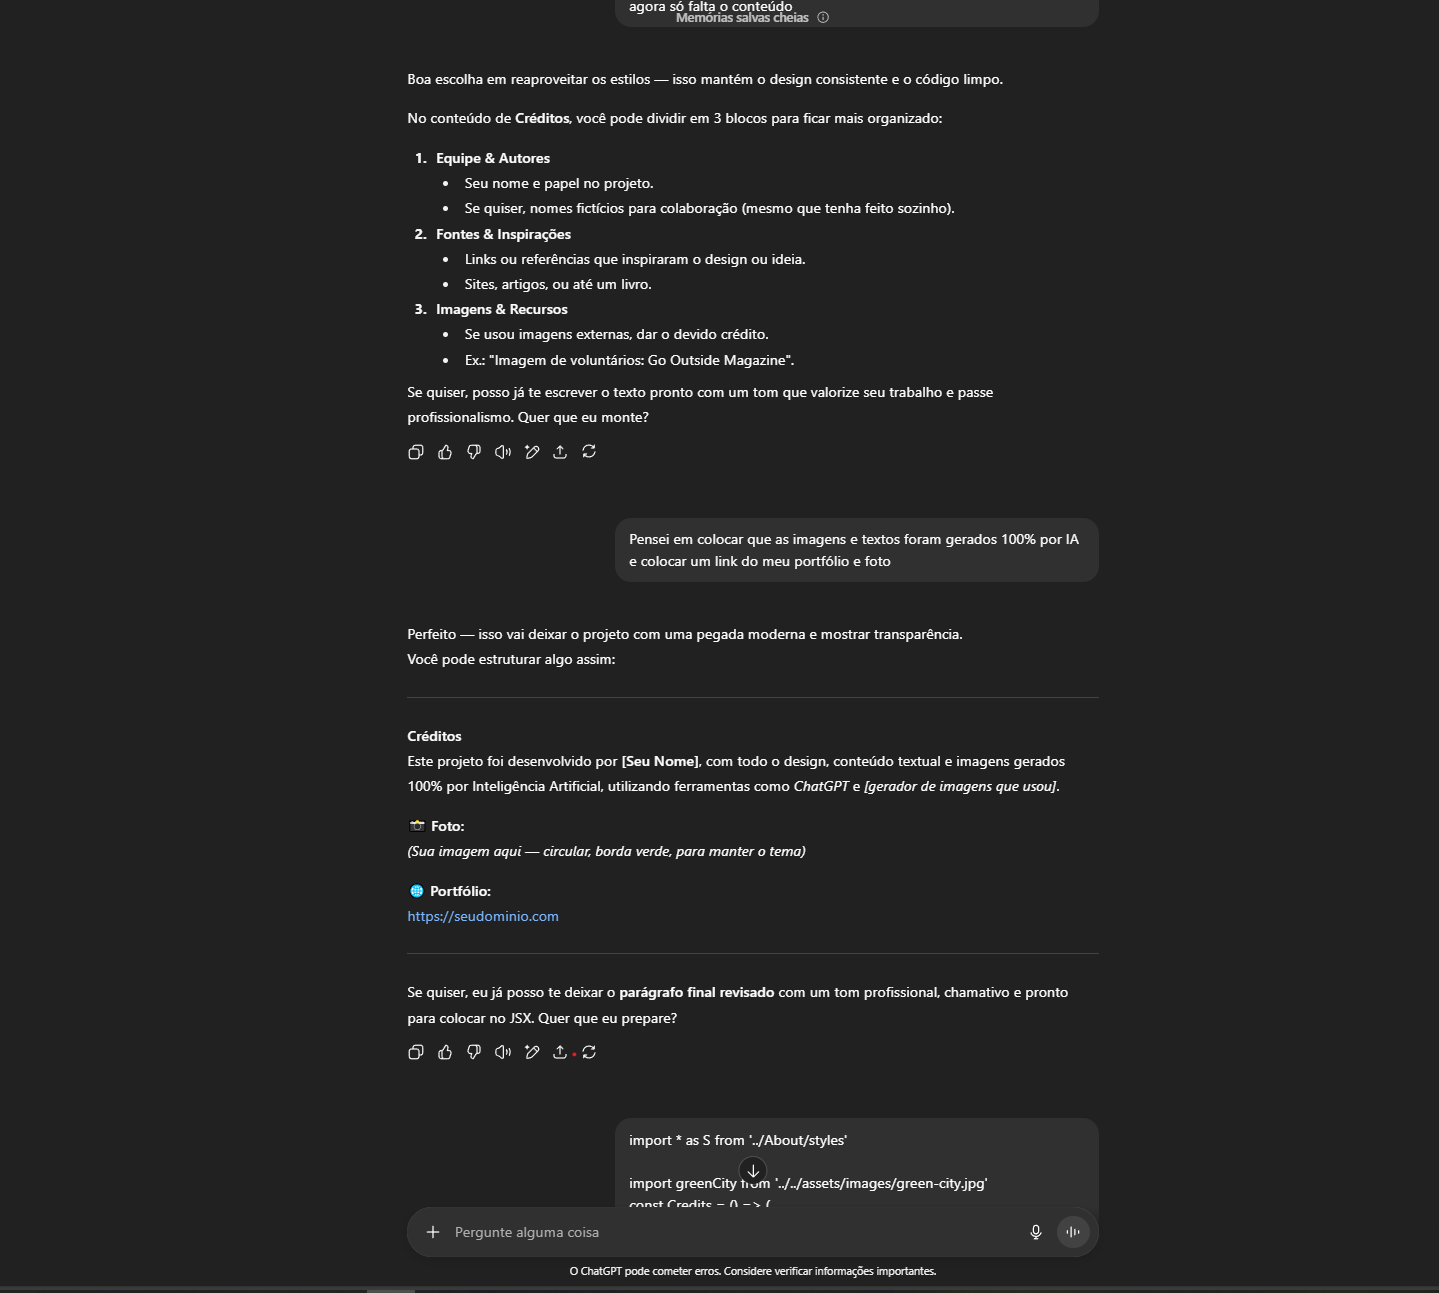 agora só falta o conteúdo
Memórias salvas cheias
Boa escolha em reaproveitar os estilos — isso mantém o design consistente e o código limpo.
No conteúdo de Créditos, você pode dividir em 3 blocos para ficar mais organizado:
1. Equipe & Autores
• Seu nome e papel no projeto.
• Se quiser, nomes fictícios para colaboração (mesmo que tenha feito sozinho).
2. Fontes & Inspirações
• Links ou referências que inspiraram o design ou ideia.
• Sites, artigos, ou até um livro.
3. Imagens & Recursos
• Se usou imagens externas, dar o devido crédito.
• Ex.: "Imagem de voluntários: Go Outside Magazine".
Se quiser, posso já te escrever o texto pronto com um tom que valorize seu trabalho e passe
profissionalismo. Quer que eu monte?
Pensei em colocar que as imagens e textos foram gerados 100% por IA
e colocar um link do meu portfólio e foto
Perfeito — isso vai deixar o projeto com uma pegada moderna e mostrar transparência.
Você pode estruturar algo assim:
Créditos
Este projeto foi desenvolvido por [Seu Nome], com todo o design, conteúdo textual e imagens gerados
100% por Inteligência Artificial, utilizando ferramentas como ChatGPT e [gerador de imagens que usou].
📸 Foto:
(Sua imagem aqui — circular, borda verde, para manter o tema)
🌐 Portfólio:
https://seudominio.com
Se quiser, eu já posso te deixar o parágrafo final revisado com um tom profissional, chamativo e pronto
para colocar no JSX. Quer que eu prepare?
import * as S from '../About/styles'
import greenCity from '../../assets/images/green-city.jpg'
const Credits = () => (
Pergunte alguma coisa
O ChatGPT pode cometer erros. Considere verificar informações importantes.